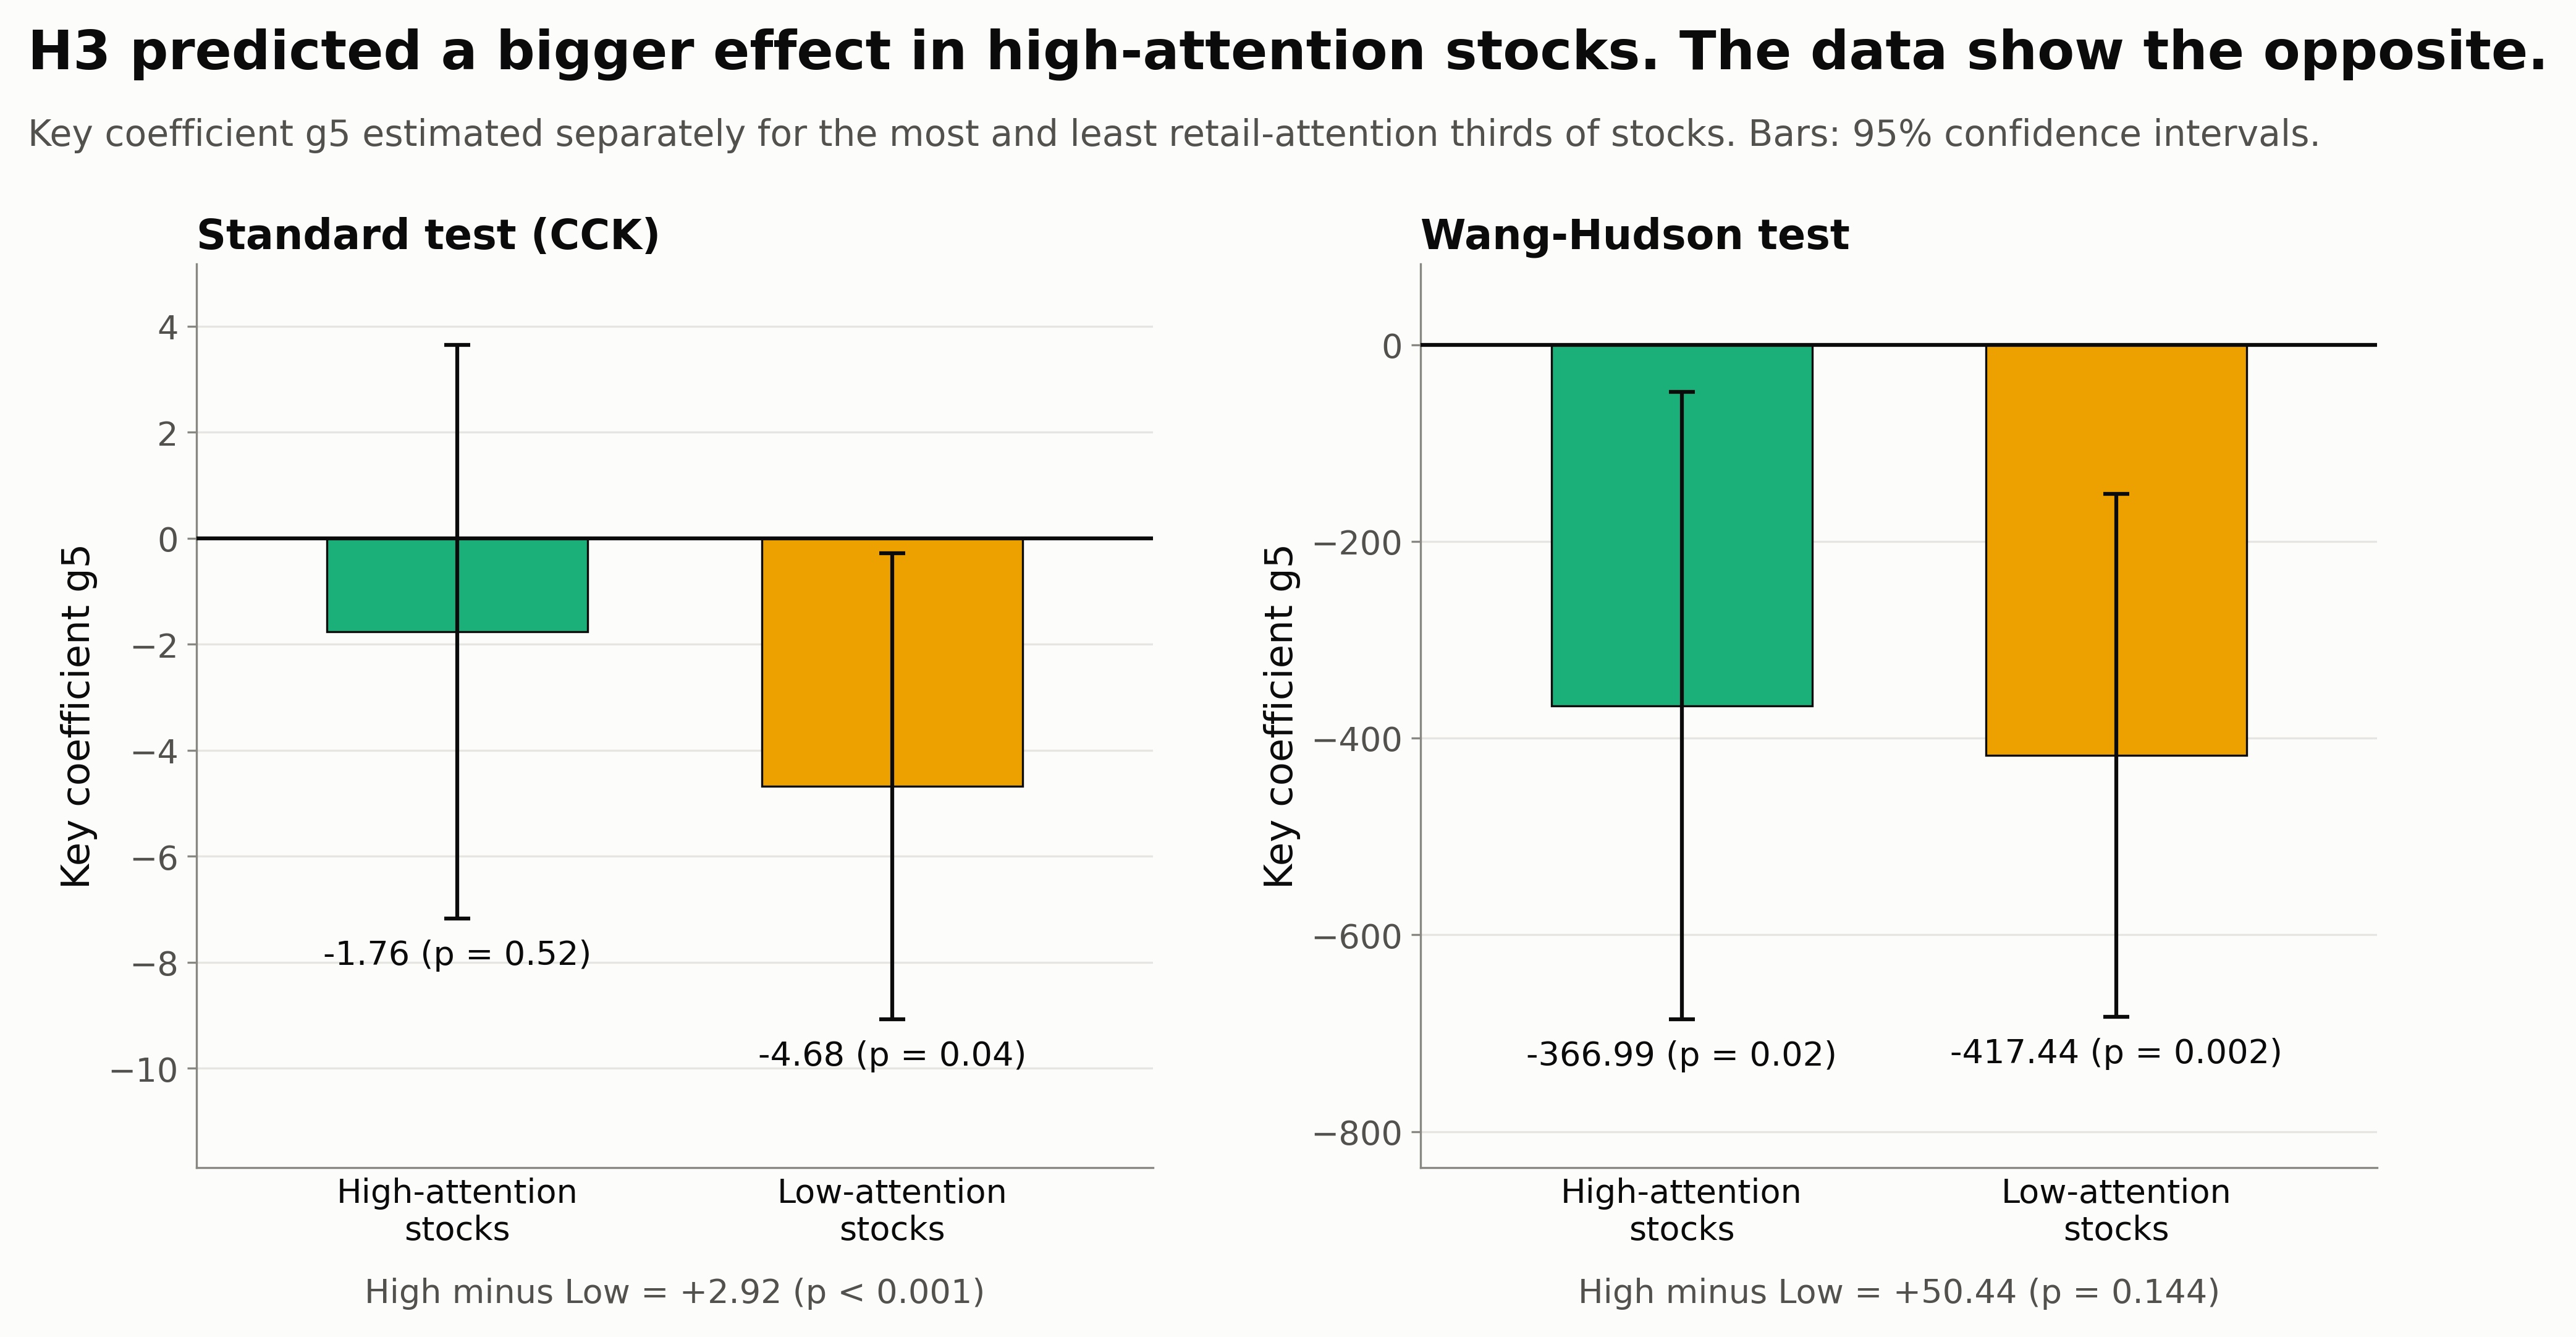 H3 predicted a bigger effect in high-attention stocks. The data show the opposite.
Key coefficient g5 estimated separately for the most and least retail-attention thirds of stocks. Bars: 95% confidence intervals.
Standard test (CCK)
Key coefficient g5
4
2
0
−2
−4
−6
−8
−10
-1.76 (p = 0.52)
-4.68 (p = 0.04)
High-attention
stocks
Low-attention
stocks
High minus Low = +2.92 (p < 0.001)
Wang-Hudson test
Key coefficient g5
0
−200
−400
−600
−800
-366.99 (p = 0.02)
-417.44 (p = 0.002)
High-attention
stocks
Low-attention
stocks
High minus Low = +50.44 (p = 0.144)